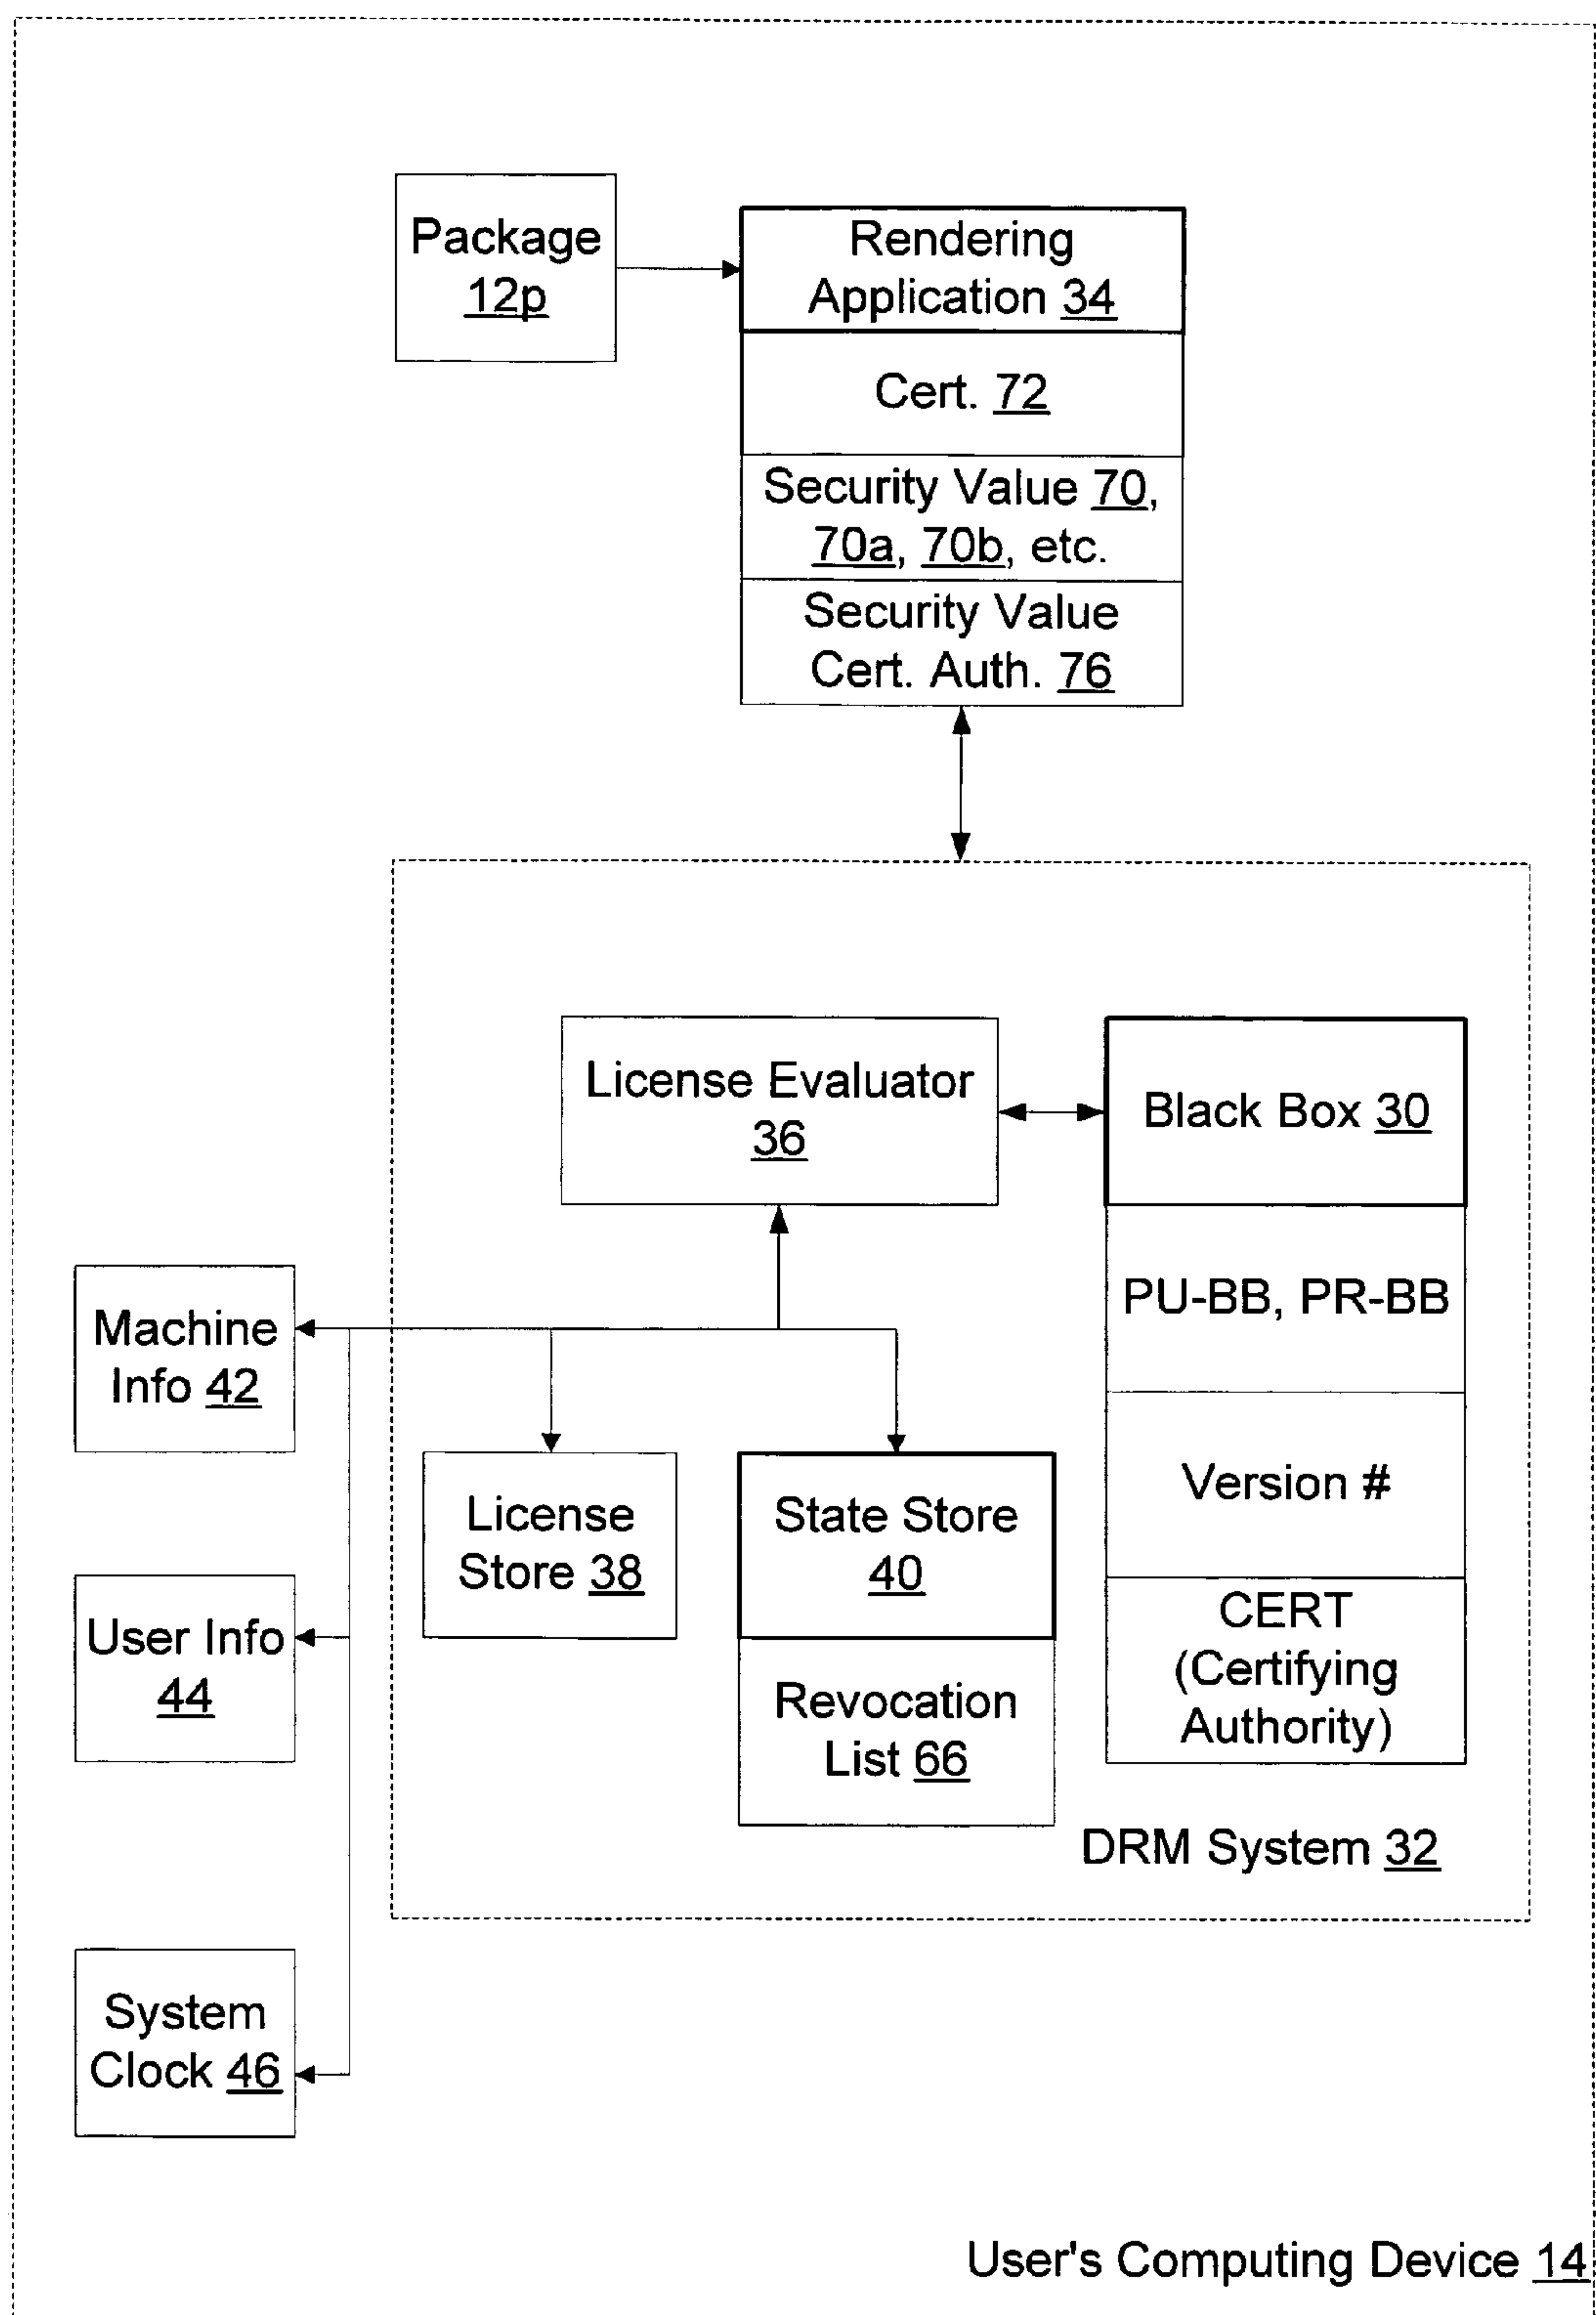 Package
12p
Rendering
Application 34
Cert. 72
Security Value 70,
70a, 70b, etc.
Security Value
Cert. Auth. 76
License Evaluator
36
Black Box 30
PU-BB, PR-BB
Version #
CERT
(Certifying
Authority)
Machine
Info 42
License
Store 38
State Store
40
Revocation
List 66
User Info
44
DRM System 32
System
Clock 46
User's Computing Device 14